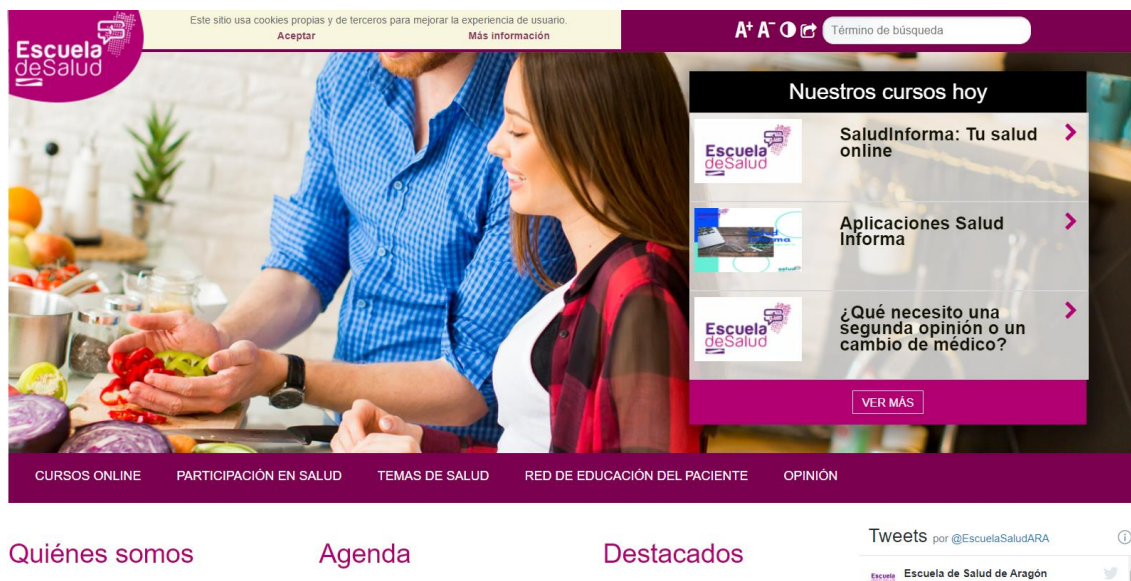 Este sitio usa cookies propias y de terceros para mejorar la experiencia de usuario.
Aceptar
Más información
A+ A-
Término de búsqueda
Escuela
deSalud
Nuestros cursos hoy
Escuela
deSalud
SaludInforma: Tu salud
online
Aplicaciones Salud
Informa
Escuela
deSalud
¿Qué necesito una
segunda opinión o un
cambio de médico?
VER MÁS
CURSOS ONLINE
PARTICIPACIÓN EN SALUD
TEMAS DE SALUD
RED DE EDUCACIÓN DEL PACIENTE
OPINIÓN
Quiénes somos
Agenda
Destacados
Tweets por @EscuelaSaludARA
Escuela
Escuela de Salud de Aragón